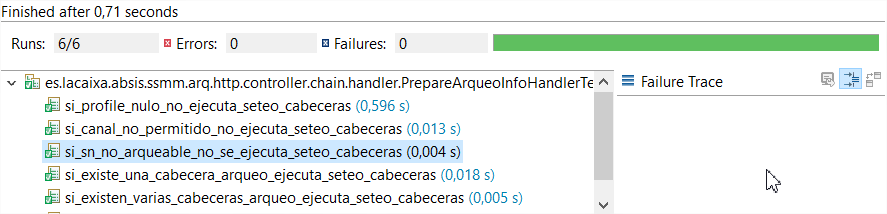 Finished after 0,71 seconds
Runs: 6/6 Errors: 0 Failures: 0
es.lacaixa.absis.ssmm.arq.http.controller.chain.handler.PrepareArqueoInfoHandlerTe
Failure Trace
si_profile_nulo_no_ejecuta_seteo_cabeceras (0,596 s)
si_canal_no_permitido_no_ejecuta_seteo_cabeceras (0,013 s)
si_sn_no_arqueable_no_se_ejecuta_seteo_cabeceras (0,004 s)
si_existe_una_cabecera_arqueo_ejecuta_seteo_cabeceras (0,018 s)
si_existen_varias_cabeceras_arqueo_ejecuta_seteo_cabeceras (0,005 s)